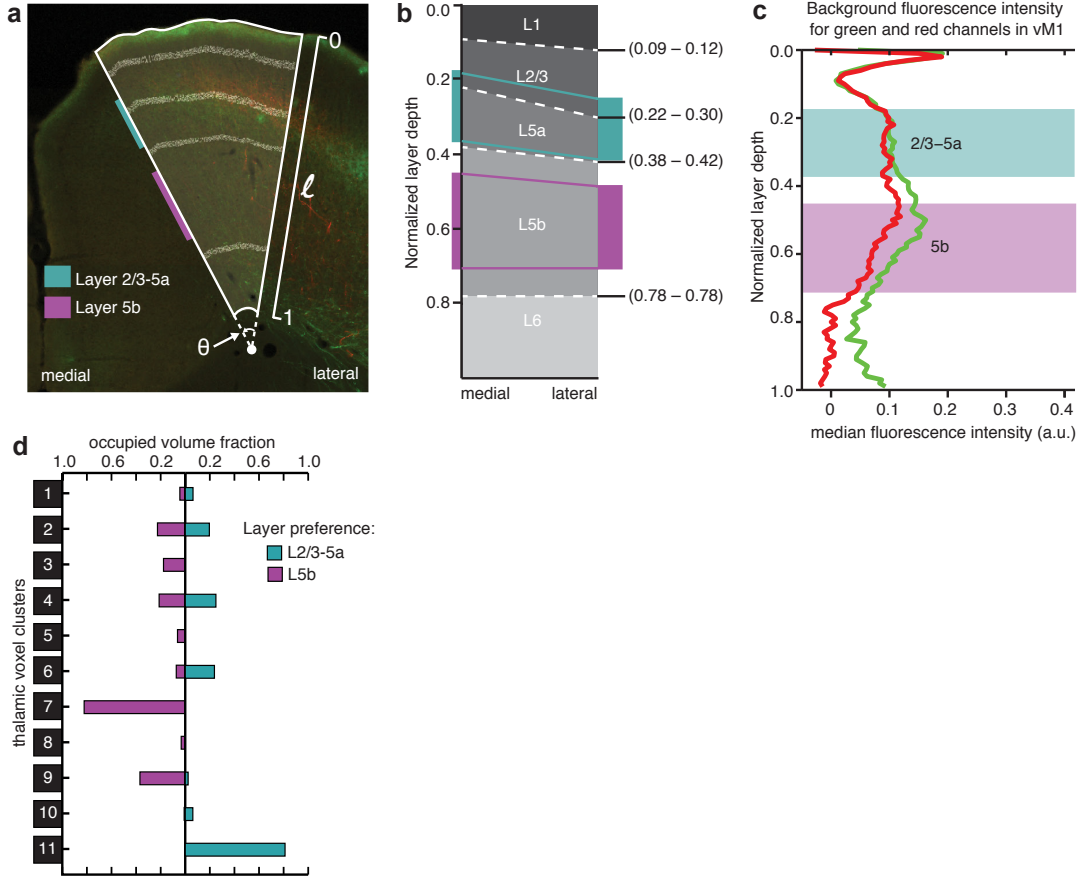 a
0
ℓ
1
θ
Layer 2/3-5a
Layer 5b
medial
lateral
b
Normalized layer depth
0.0
0.2
0.4
0.6
0.8
L1
L2/3
L5a
L5b
L6
(0.09 – 0.12)
(0.22 – 0.30)
(0.38 – 0.42)
(0.78 – 0.78)
medial
lateral
c
Background fluorescence intensity
for green and red channels in vM1
Normalized layer depth
0.0
0.2
0.4
0.6
0.8
1.0
2/3–5a
5b
0 0.1 0.2 0.3 0.4
median fluorescence intensity (a.u.)
d
occupied volume fraction
1.0 0.6 0.2 0.2 0.6 1.0
thalamic voxel clusters
1
2
3
4
5
6
7
8
9
10
11
Layer preference:
L2/3-5a
L5b